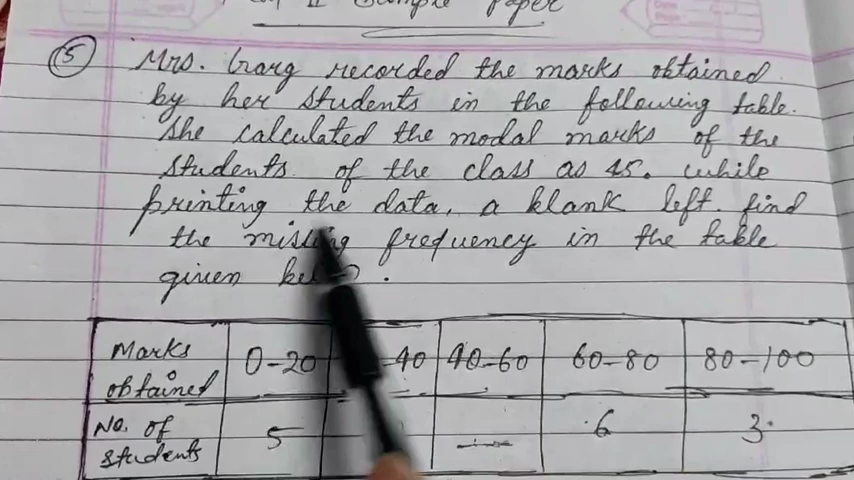 Sample Paper
5 Mrs. Garg recorded the marks obtained
by her students in the following table.
She calculated the modal marks of the
students of the class as 45. while
printing the data, a blank left. find
the missing frequency in the table
given .
Marks obtained 0-20 -40 40-60 60-80 80-100
No. of students 5 — 6 3